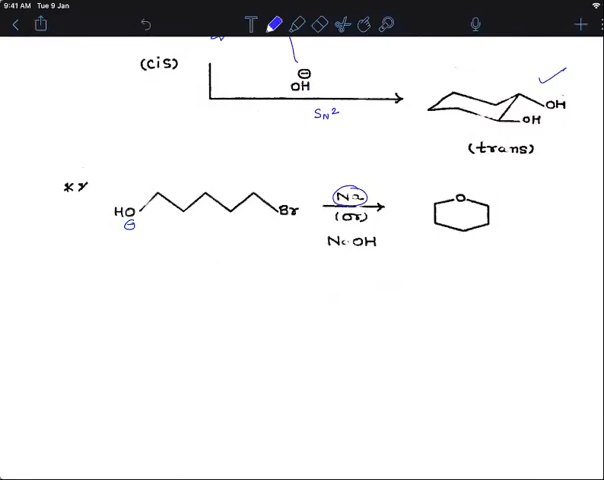 9:41 AM Tue 9 Jan
(cis)
⊖
OH
SN2
OH
OH
(trans)
HO
⊖
Br
Na
(or)
NaOH
O